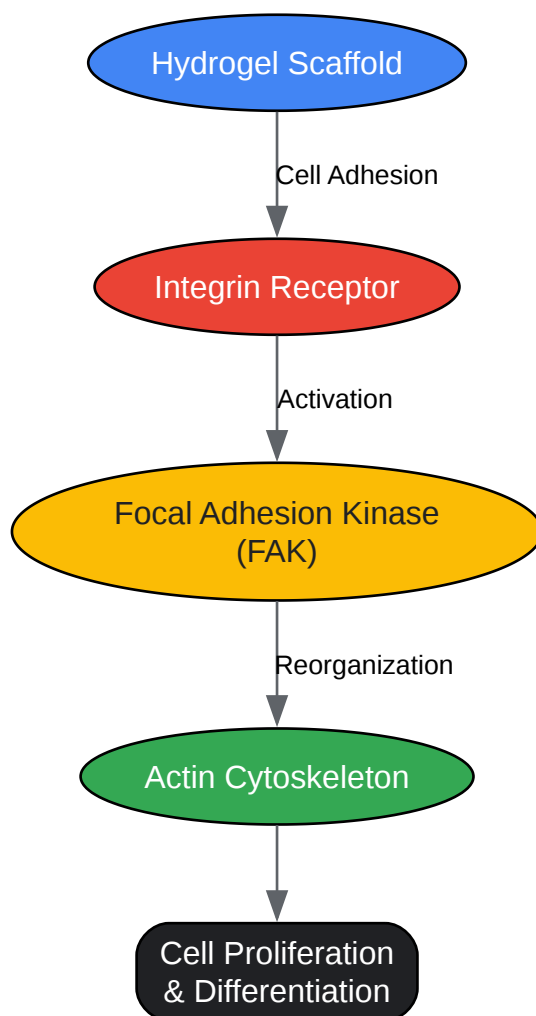 Hydrogel Scaffold
Cell Adhesion
Integrin Receptor
Activation
Focal Adhesion Kinase
(FAK)
Reorganization
Actin Cytoskeleton
Cell Proliferation
& Differentiation